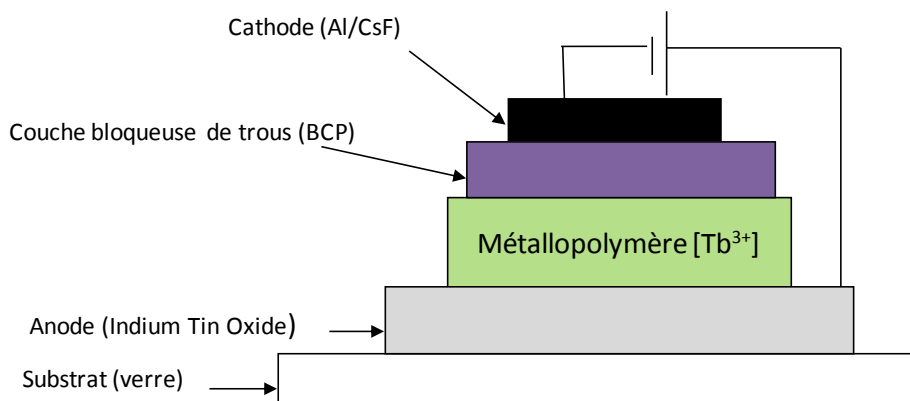 Cathode (Al/CsF)
Couche bloqueuse de trous (BCP)
Métallopolymère [Tb³⁺]
Anode (Indium Tin Oxide)
Substrat (verre)